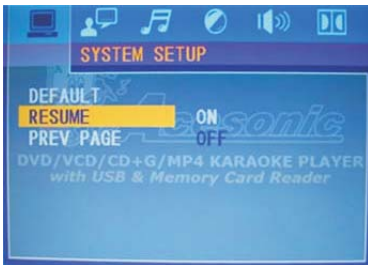 SYSTEM SETUP
DEFAULT
RESUME ON
PREV PAGE OFF
Acesonic
DVD/VCD/CD+G/MP4 KARAOKE PLAYER
with USB & Memory Card Reader